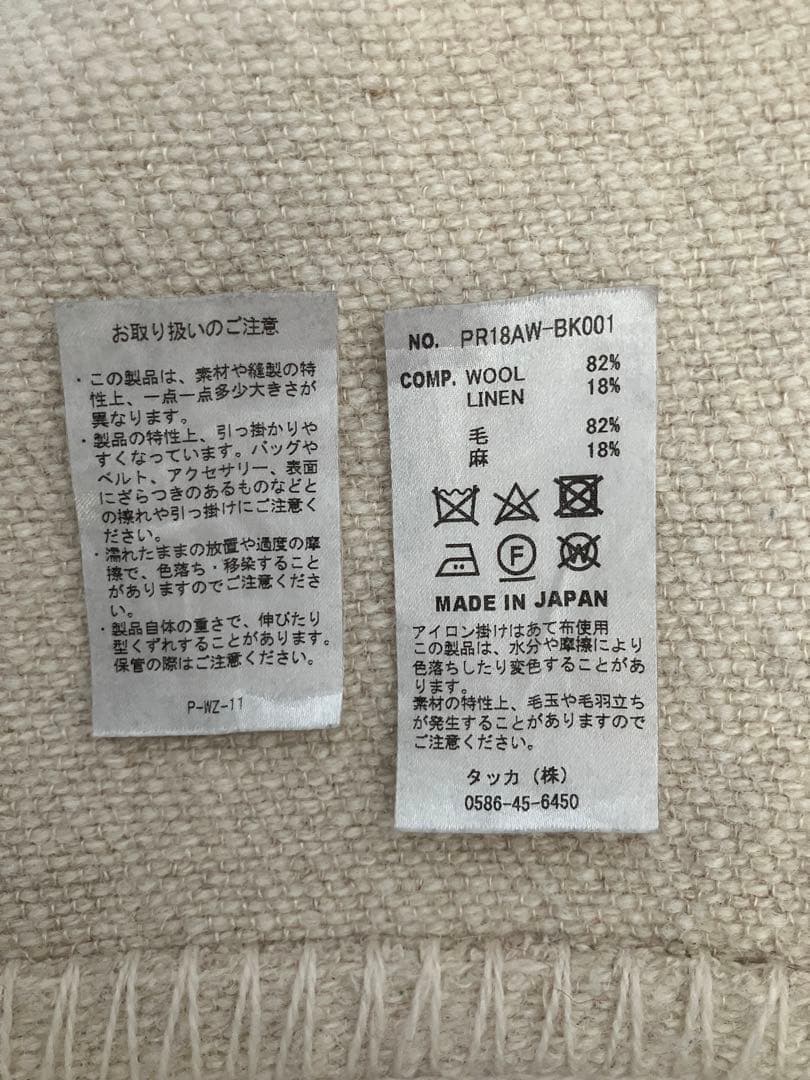 お取り扱いのご注意
・この製品は、素材や縫製の特
性上、一点一点多少大きさが
異なります。
・製品の特性上、引っ掛かりや
すくなっています。バッグや
ベルト、アクセサリー、表面
にざらつきのあるものなどと
の擦れや引っ掛けにご注意く
ださい。
・濡れたままの放置や過度の摩
擦で、色落ち・移染すること
がありますのでご注意くださ
い。
・製品自体の重さで、伸びたり
型くずれすることがあります。
保管の際はご注意ください。
P-WZ-11
NO. PR18AW-BK001
COMP. WOOL 82%
LINEN 18%
毛 82%
麻 18%
F
W
MADE IN JAPAN
アイロン掛けはあて布使用
この製品は、水分や摩擦により
色落ちしたり変色することがあ
ります。
素材の特性上、毛玉や毛羽立ち
が発生することがありますので
ご注意ください。
タッカ（株）
0586-45-6450